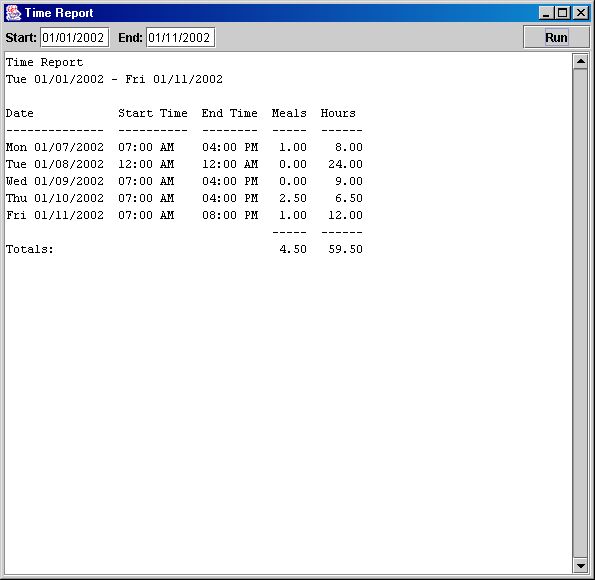 Time Report
Start: 01/01/2002 End: 01/11/2002 Run
Time Report
Tue 01/01/2002 - Fri 01/11/2002
Date            Start Time  End Time  Meals  Hours
--------------  ----------  --------  -----  ------
Mon 01/07/2002  07:00 AM    04:00 PM   1.00    8.00
Tue 01/08/2002  12:00 AM    12:00 AM   0.00   24.00
Wed 01/09/2002  07:00 AM    04:00 PM   0.00    9.00
Thu 01/10/2002  07:00 AM    04:00 PM   2.50    6.50
Fri 01/11/2002  07:00 AM    08:00 PM   1.00   12.00
                                      -----  ------
Totals:                                4.50   59.50